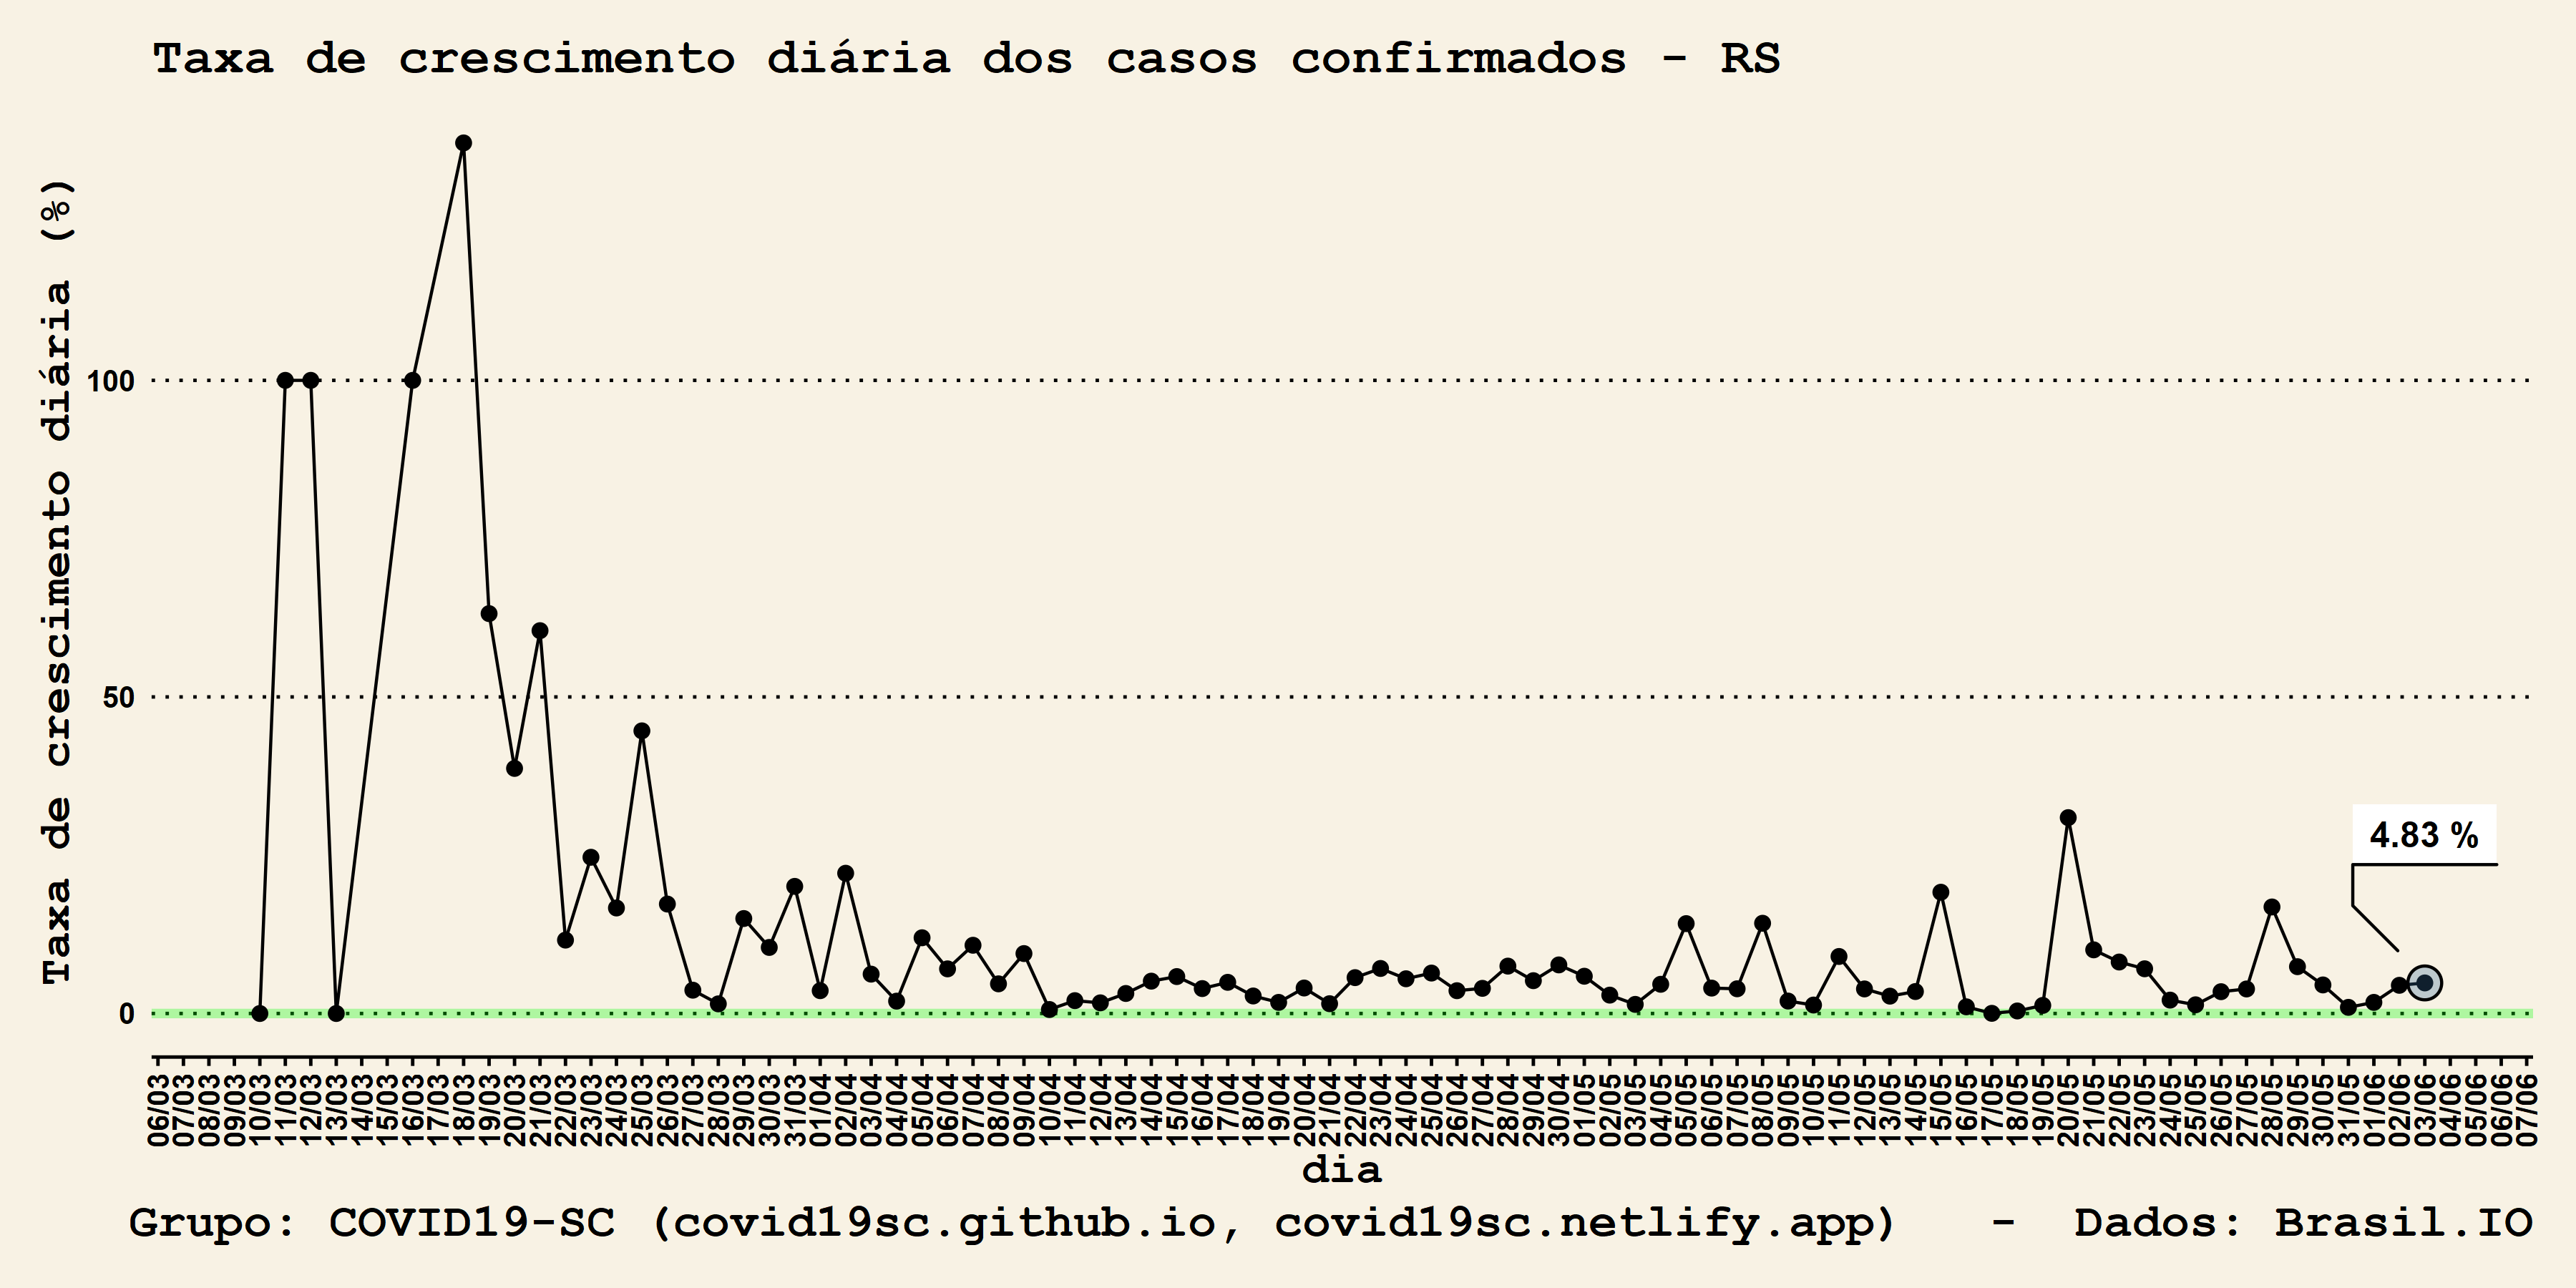 Taxa de crescimento diária dos casos confirmados - RS
Taxa de crescimento diária (%)
100
50
0
4.83 %
06/03 07/03 08/03 09/03 10/03 11/03 12/03 13/03 14/03 15/03 16/03 17/03 18/03 19/03 20/03 21/03 22/03 23/03 24/03 25/03 26/03 27/03 28/03 29/03 30/03 31/03 01/04 02/04 03/04 04/04 05/04 06/04 07/04 08/04 09/04 10/04 11/04 12/04 13/04 14/04 15/04 16/04 17/04 18/04 19/04 20/04 21/04 22/04 23/04 24/04 25/04 26/04 27/04 28/04 29/04 30/04 01/05 02/05 03/05 04/05 05/05 06/05 07/05 08/05 09/05 10/05 11/05 12/05 13/05 14/05 15/05 16/05 17/05 18/05 19/05 20/05 21/05 22/05 23/05 24/05 25/05 26/05 27/05 28/05 29/05 30/05 31/05 01/06 02/06 03/06 04/06 05/06 06/06 07/06
dia
Grupo: COVID19-SC (covid19sc.github.io, covid19sc.netlify.app) - Dados: Brasil.IO